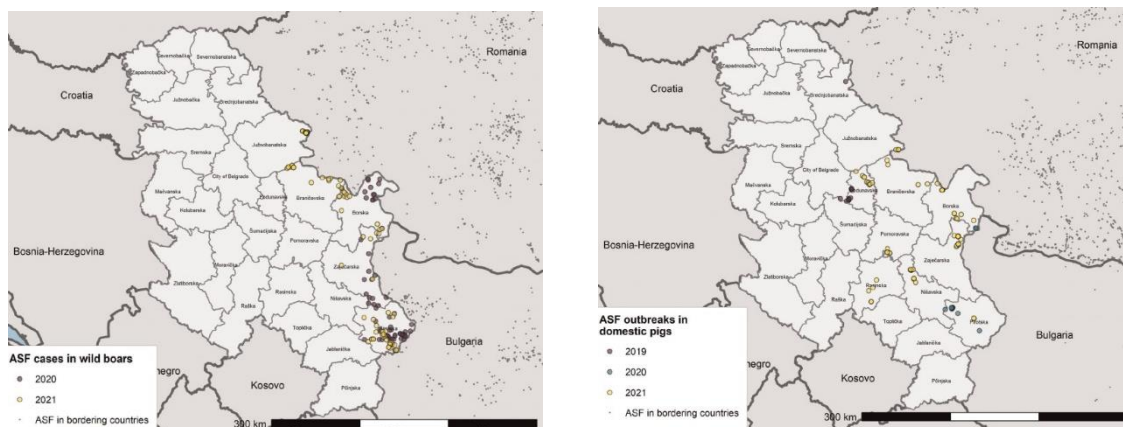 Romania
Severnobačka
Severnobanatska
Zapadnobačka
Croatia
Južnobačka
Srednjobanatska
Južnobanatska
Sremska
City of Belgrade
Mačvanska
Podunavska
Braničevska
Kolubarska
Borska
Šumadijska
Bosnia-Herzegovina
Pomoravska
Zaječarska
Moravička
Zlatiborska
Rasinska
Nišavska
Raška
Toplička
Bulgaria
Jablanička
ASF cases in wild boars
2020
2021
ASF in bordering countries
negro
Kosovo
Pčinjska
300 km
Romania
Severnobačka
Severnobanatska
Zapadnobačka
Croatia
Južnobačka
Srednjobanatska
Južnobanatska
Sremska
City of Belgrade
Mačvanska
Podunavska
Braničevska
Kolubarska
Borska
Šumadijska
Bosnia-Herzegovina
Pomoravska
Zaječarska
Moravička
Zlatiborska
Rasinska
Nišavska
Raška
Pirotska
Toplička
Bulgaria
Jablanička
ASF outbreaks in
domestic pigs
2019
2020
2021
ASF in bordering countries
negro
Kosovo
Pčinjska
300 km